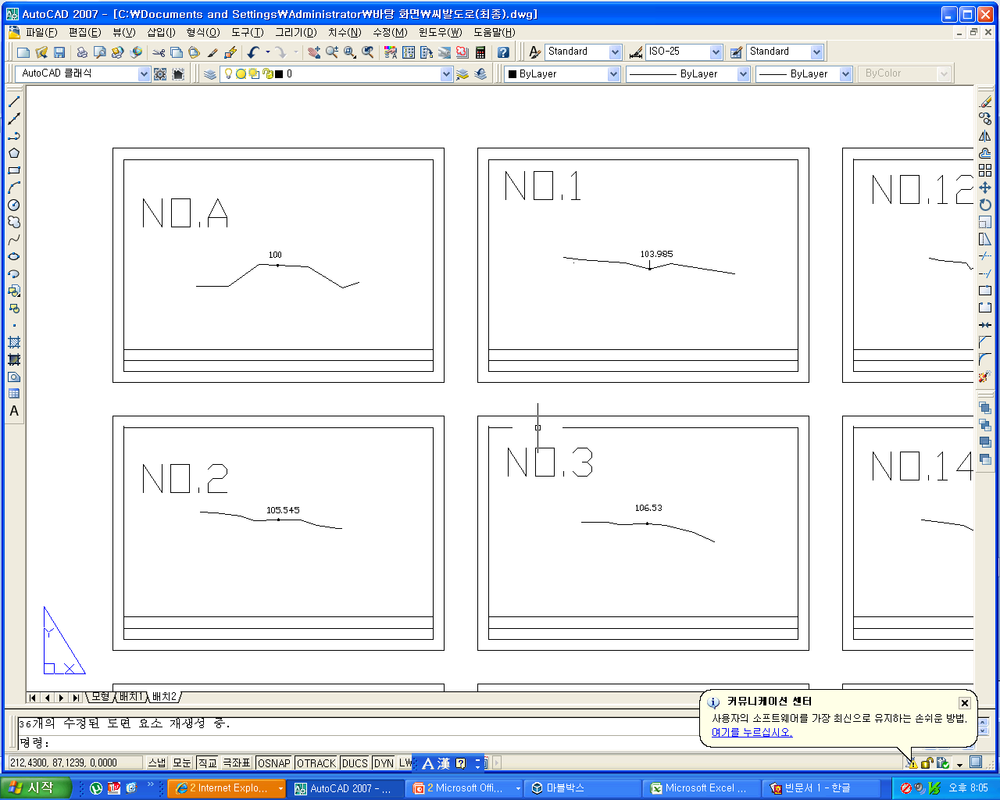 AutoCAD 2007 - [C:₩Documents and Settings₩Administrator₩바탕 화면₩씨발도로(최종).dwg]
파일(F) 편집(E) 뷰(V) 삽입(I) 형식(O) 도구(T) 그리기(D) 치수(N) 수정(M) 윈도우(W) 도움말(H)
Standard ISO-25 Standard
AutoCAD 클래식 0 ByLayer ByLayer ByLayer ByColor
NO.A
100
NO.1
103.985
NO.12
NO.2
105.545
NO.3
106.53
NO.14
Y
X
A
모형 배치1 배치2
커뮤니케이션 센터
사용자의 소프트웨어를 가장 최신으로 유지하는 손쉬운 방법.
여기를 누르십시오.
36개의 수정된 도면 요소 재생성 중.
명령:
212,4300, 87,1239, 0,0000 스냅 모눈 직교 극좌표 OSNAP OTRACK DUCS DYN LW A 漢
시작 2 Internet Explo... AutoCAD 2007 - ... 2 Microsoft Offi... 마블박스 Microsoft Excel ... 빈문서 1 - 한글 오후 8:05